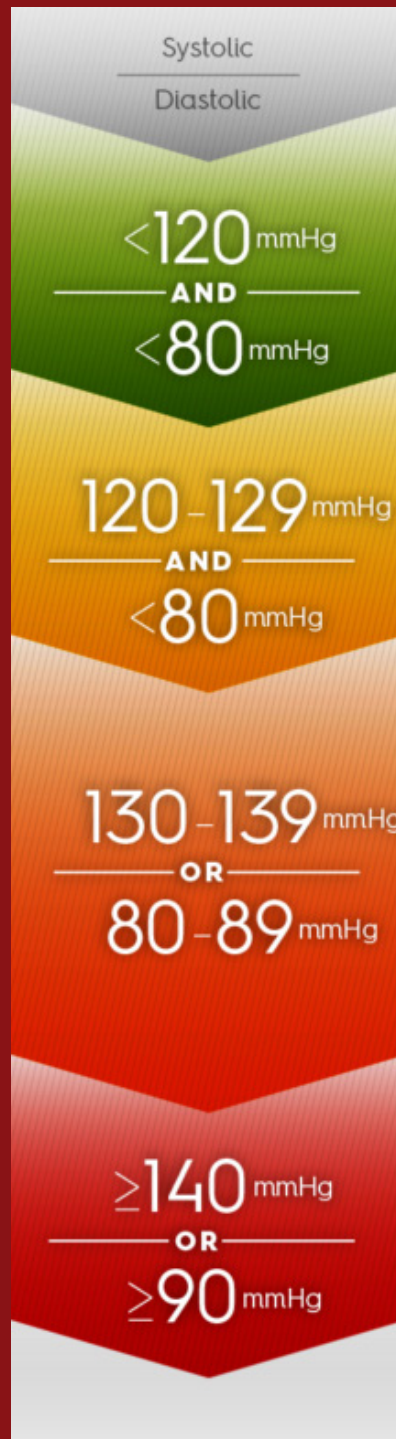 Systolic
Diastolic
<120 mmHg
AND
<80 mmHg
120–129 mmHg
AND
<80 mmHg
130–139 mmHg
OR
80–89 mmHg
≥140 mmHg
OR
≥90 mmHg